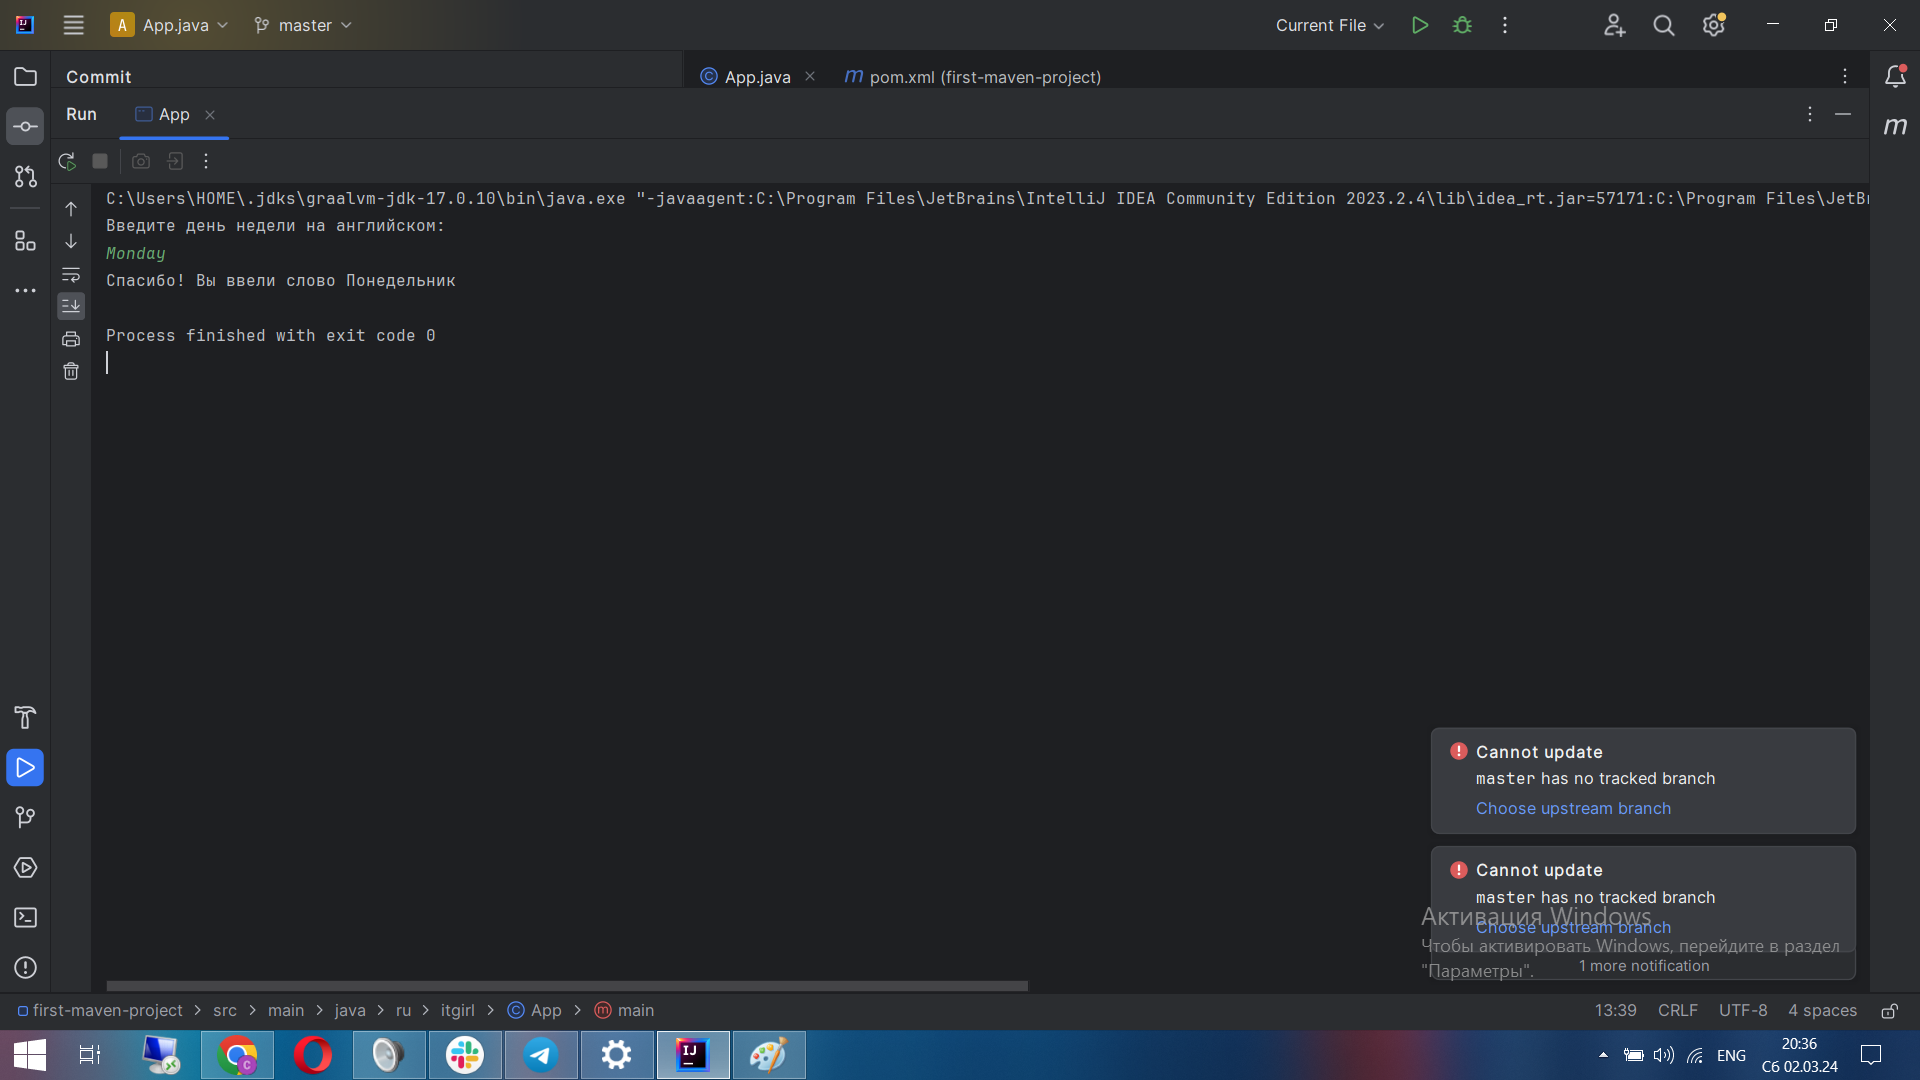 A App.java master Current File
Commit App.java m pom.xml (first-maven-project)
Run App
C:\Users\HOME\.jdks\graalvm-jdk-17.0.10\bin\java.exe "-javaagent:C:\Program Files\JetBrains\IntelliJ IDEA Community Edition 2023.2.4\lib\idea_rt.jar=57171:C:\Program Files\JetB
Введите день недели на английском:
Monday
Спасибо! Вы ввели слово Понедельник
Process finished with exit code 0
Cannot update
master has no tracked branch
Choose upstream branch
Cannot update
master has no tracked branch
Choose upstream branch
1 more notification
Активация Windows
Чтобы активировать Windows, перейдите в раздел
"Параметры".
first-maven-project > src > main > java > ru > itgirl > App > main 13:39 CRLF UTF-8 4 spaces
ENG 20:36
Сб 02.03.24